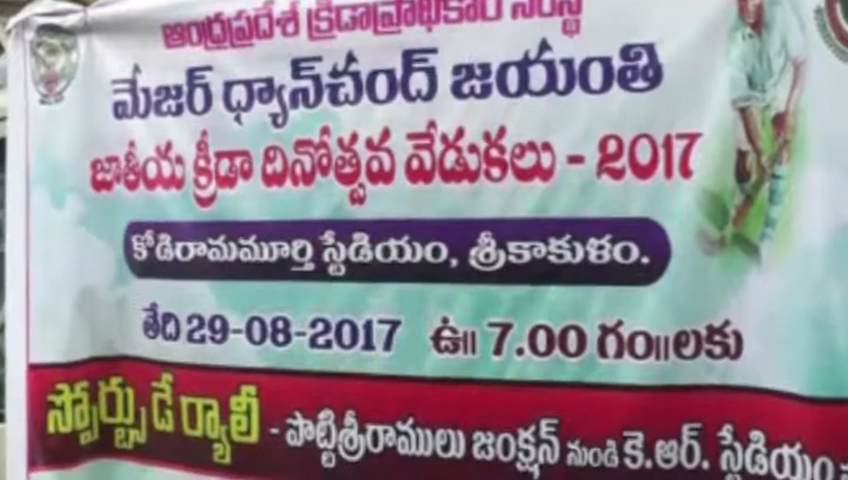 ఆంధ్రప్రదేశ్ క్రీడాప్రాధికార సంస్థ
మేజర్ ధ్యాన్‌చంద్ జయంతి
జాతీయ క్రీడా దినోత్సవ వేడుకలు - 2017
కోడిరామమూర్తి స్టేడియం, శ్రీకాకుళం.
తేది 29-08-2017 ఉ॥ 7.00 గం॥లకు
స్పోర్ట్సు డే ర్యాలీ - పొట్టిశ్రీరాములు జంక్షన్ నుండి కె.ఆర్. స్టేడియం